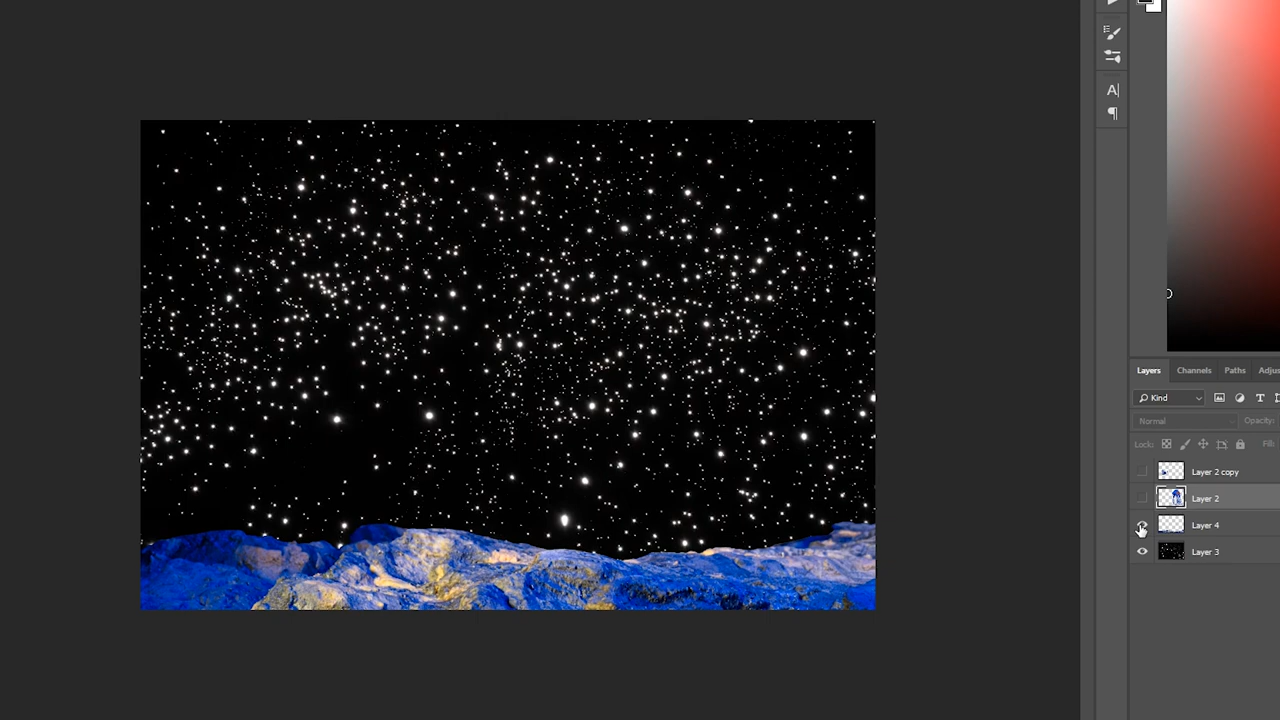 A|
Layers Channels Paths Adjus
Kind T
Normal Opacity:
Lock: Fill:
Layer 2 copy
Layer 2
Layer 4
Layer 3